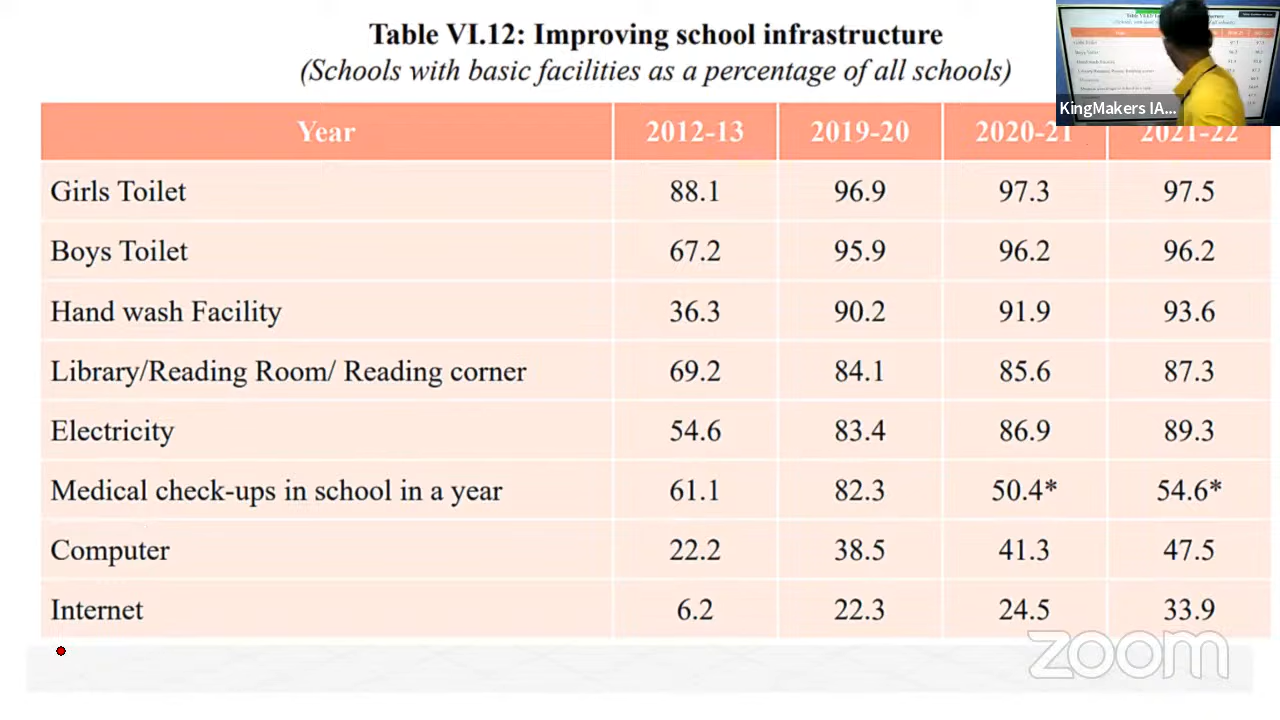 Table VI.12: Improving school infrastructure
(Schools with basic facilities as a percentage of all schools)
Year 2012-13 2019-20 2020-21 2021-22
Girls Toilet 88.1 96.9 97.3 97.5
Boys Toilet 67.2 95.9 96.2 96.2
Hand wash Facility 36.3 90.2 91.9 93.6
Library/Reading Room/ Reading corner 69.2 84.1 85.6 87.3
Electricity 54.6 83.4 86.9 89.3
Medical check-ups in school in a year 61.1 82.3 50.4* 54.6*
Computer 22.2 38.5 41.3 47.5
Internet 6.2 22.3 24.5 33.9
KingMakers IA...
zoom